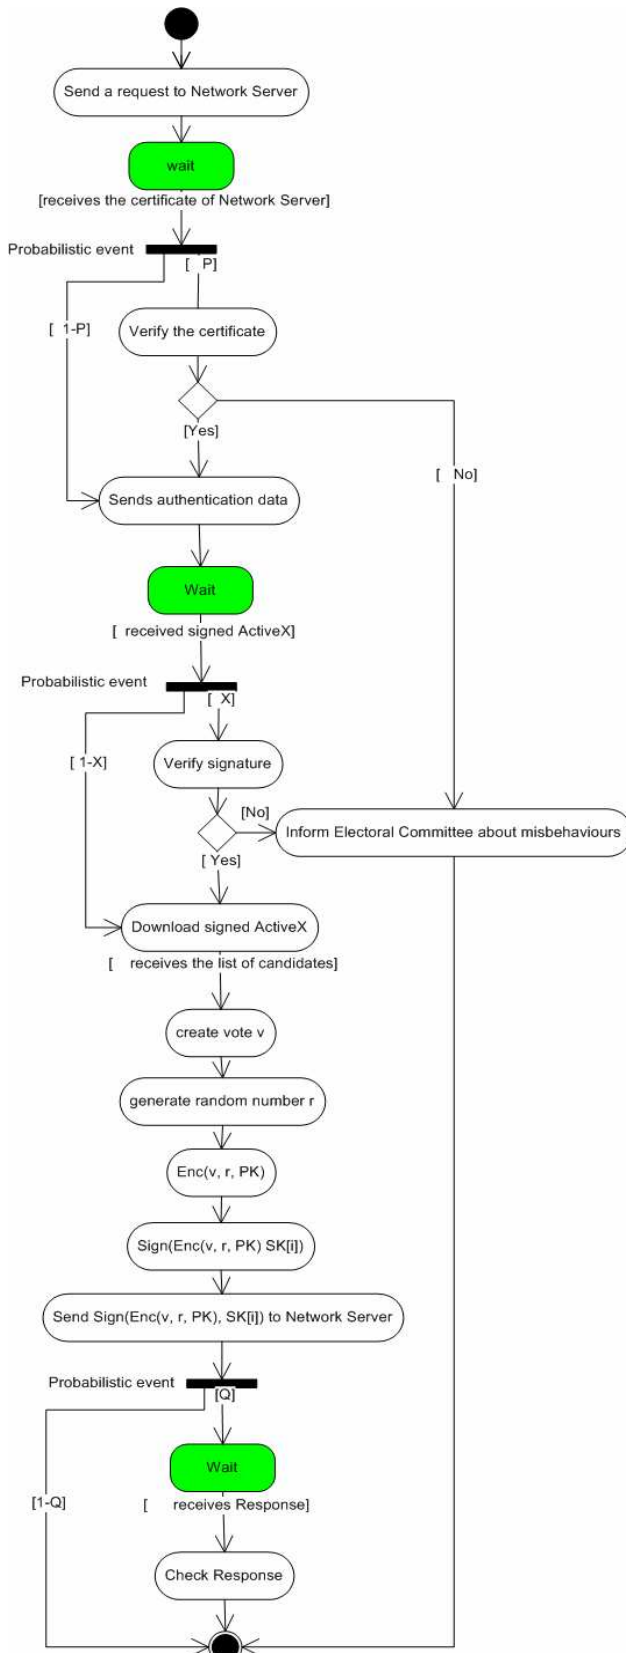 Send a request to Network Server
wait
[receives the certificate of Network Server]
Probabilistic event
[ P]
[ 1-P]
Verify the certificate
[Yes]
[ No]
Sends authentication data
Wait
[ received signed ActiveX]
Probabilistic event
[ X]
[ 1-X]
Verify signature
[No]
Inform Electoral Committee about misbehaviours
[ Yes]
Download signed ActiveX
[ receives the list of candidates]
create vote v
generate random number r
Enc(v, r, PK)
Sign(Enc(v, r, PK) SK[i])
Send Sign(Enc(v, r, PK), SK[i]) to Network Server
Probabilistic event
[Q]
Wait
[1-Q]
[ receives Response]
Check Response